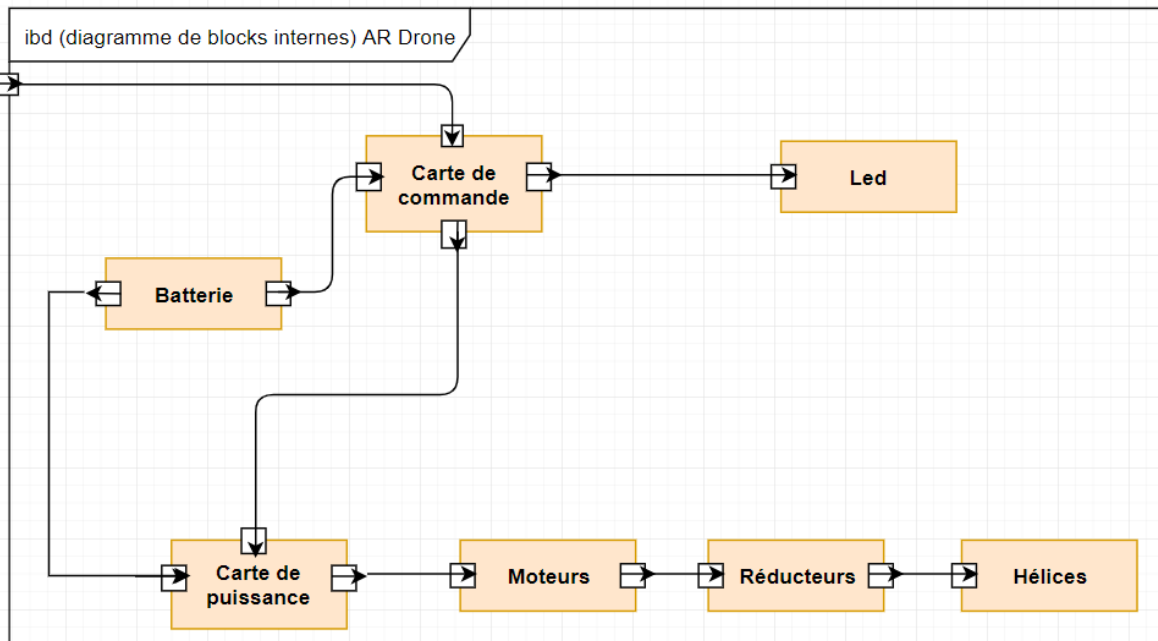 ibd (diagramme de blocks internes) AR Drone
Carte de
commande
Led
Batterie
Carte de
puissance
Moteurs
Réducteurs
Hélices